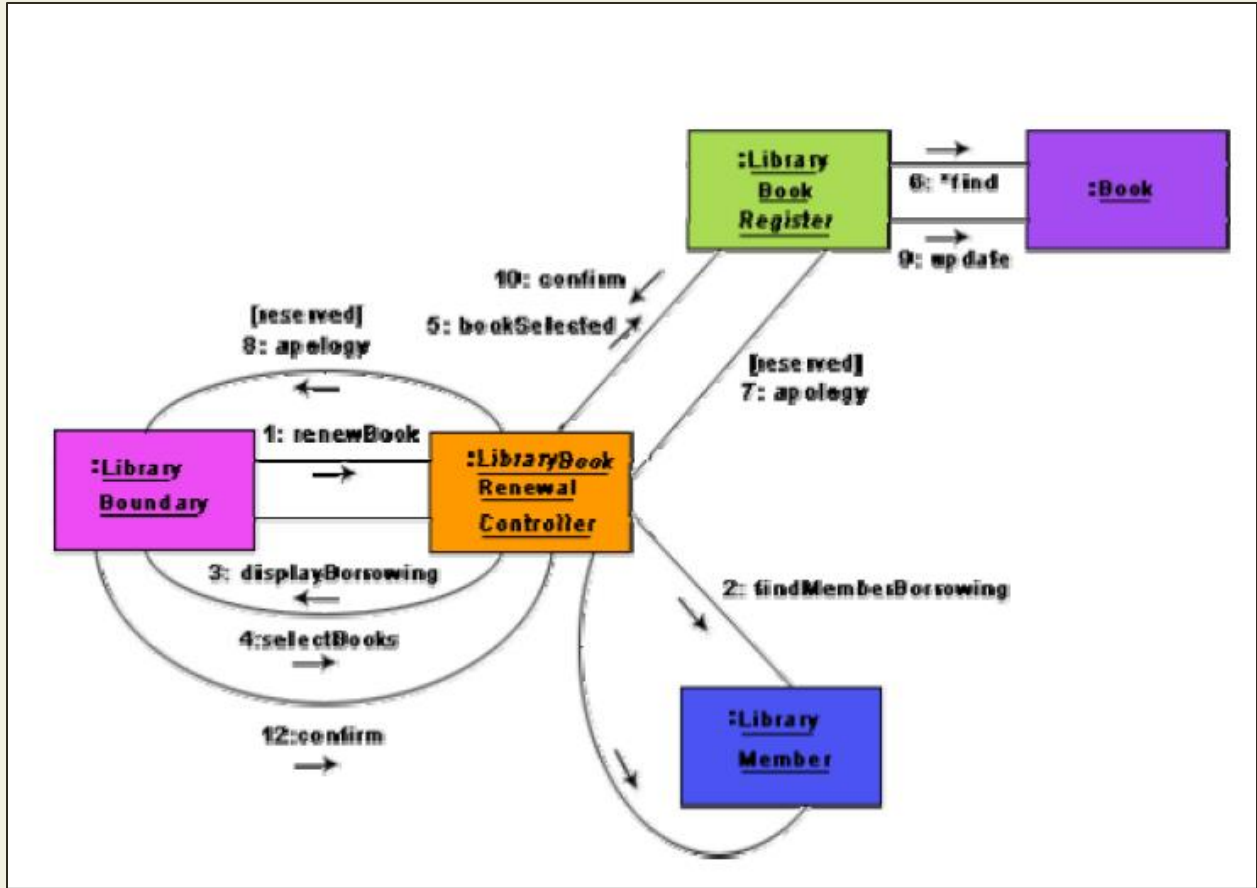 :Library
Book
Register
6: *find
:Book
9: update
10: confirm
5: bookSelected
[reserved]
8: apology
[reserved]
7: apology
1: renewBook
:Library
Boundary
:LibraryBook
Renewal
Controller
3: displayBorrowing
2: findMemberBorrowing
4:selectBooks
12:confirm
:Library
Member